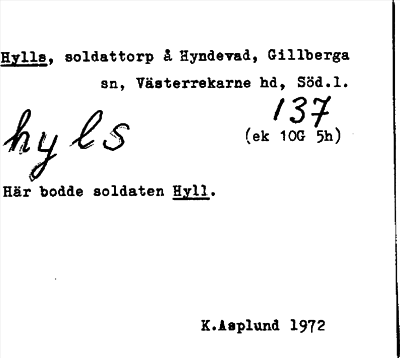 Hylls, soldattorp å Hyndevad, Gillberga
sn, Västerrekarne hd, Söd.l.
137
hyls
(ek 10G 5h)
Här bodde soldaten Hyll.
K.Asplund 1972